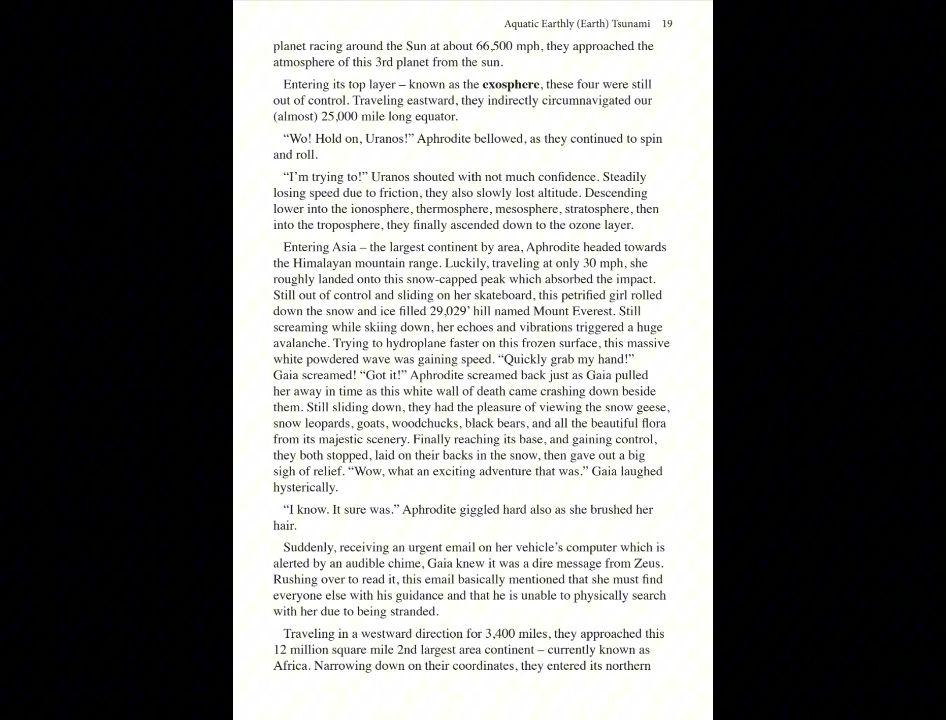 Aquatic Earthly (Earth) Tsunami 19
planet racing around the Sun at about 66,500 mph, they approached the
atmosphere of this 3rd planet from the sun.
Entering its top layer – known as the exosphere, these four were still
out of control. Traveling eastward, they indirectly circumnavigated our
(almost) 25,000 mile long equator.
“Wo! Hold on, Uranos!” Aphrodite bellowed, as they continued to spin
and roll.
“I’m trying to!” Uranos shouted with not much confidence. Steadily
losing speed due to friction, they also slowly lost altitude. Descending
lower into the ionosphere, thermosphere, mesosphere, stratosphere, then
into the troposphere, they finally ascended down to the ozone layer.
Entering Asia – the largest continent by area, Aphrodite headed towards
the Himalayan mountain range. Luckily, traveling at only 30 mph, she
roughly landed onto this snow-capped peak which absorbed the impact.
Still out of control and sliding on her skateboard, this petrified girl rolled
down the snow and ice filled 29,029’ hill named Mount Everest. Still
screaming while skiing down, her echoes and vibrations triggered a huge
avalanche. Trying to hydroplane faster on this frozen surface, this massive
white powdered wave was gaining speed. “Quickly grab my hand!”
Gaia screamed! “Got it!” Aphrodite screamed back just as Gaia pulled
her away in time as this white wall of death came crashing down beside
them. Still sliding down, they had the pleasure of viewing the snow geese,
snow leopards, goats, woodchucks, black bears, and all the beautiful flora
from its majestic scenery. Finally reaching its base, and gaining control,
they both stopped, laid on their backs in the snow, then gave out a big
sigh of relief. “Wow, what an exciting adventure that was.” Gaia laughed
hysterically.
“I know. It sure was.” Aphrodite giggled hard also as she brushed her
hair.
Suddenly, receiving an urgent email on her vehicle’s computer which is
alerted by an audible chime, Gaia knew it was a dire message from Zeus.
Rushing over to read it, this email basically mentioned that she must find
everyone else with his guidance and that he is unable to physically search
with her due to being stranded.
Traveling in a westward direction for 3,400 miles, they approached this
12 million square mile 2nd largest area continent – currently known as
Africa. Narrowing down on their coordinates, they entered its northern